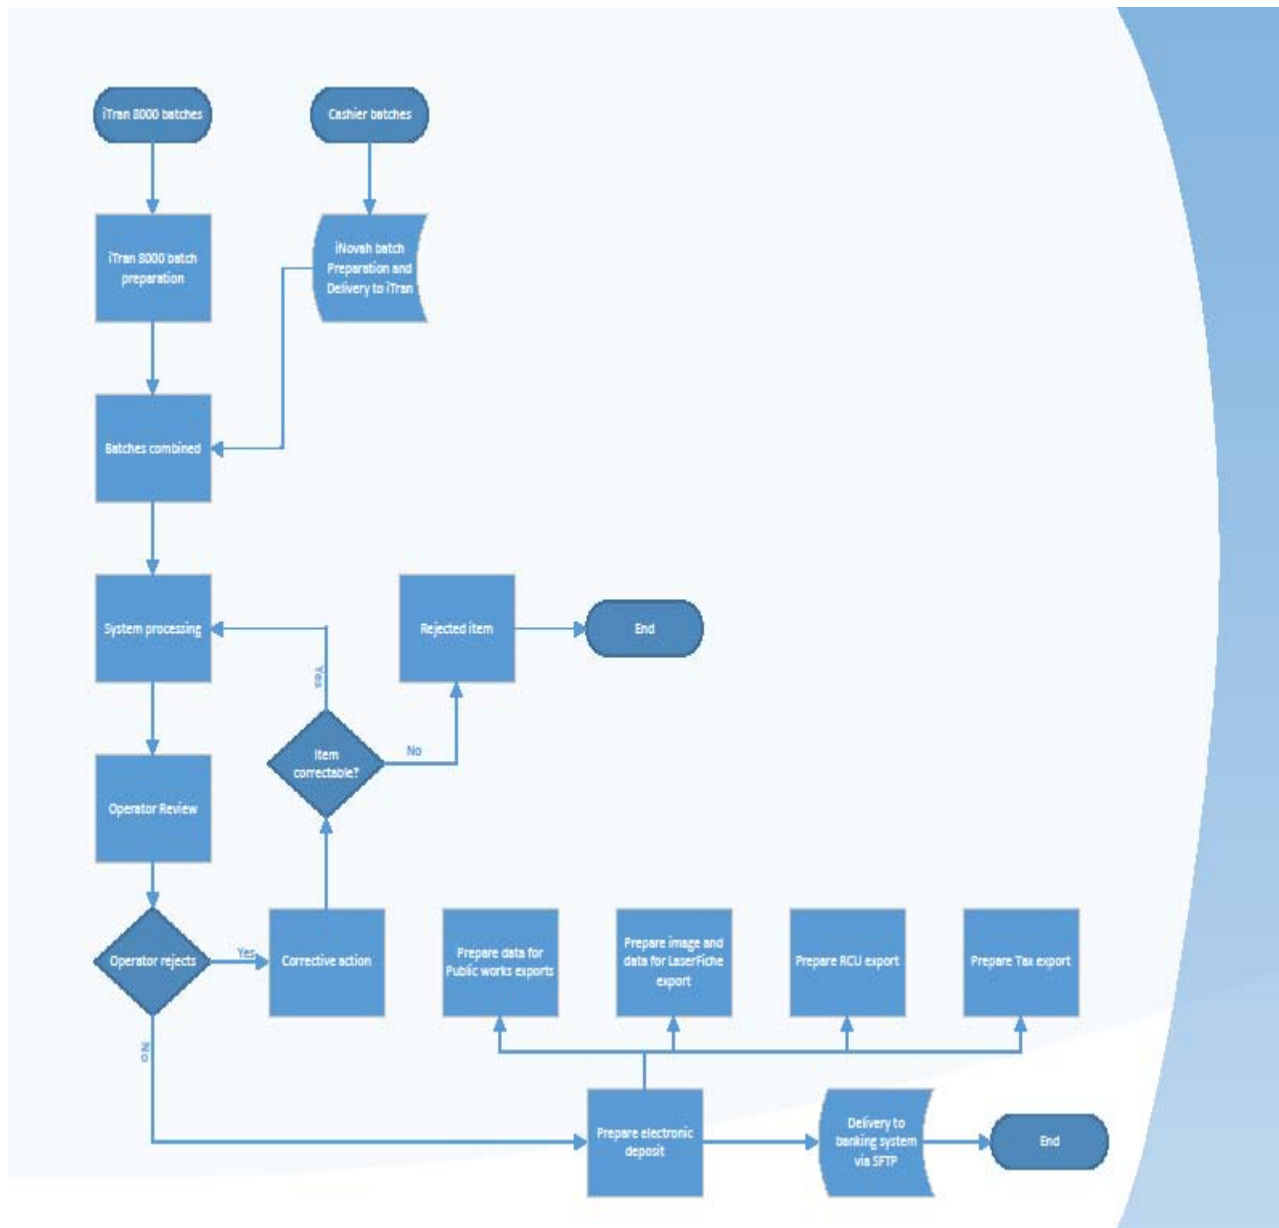 iTran 8000 batches
Cashier batches
iTran 8000 batch
preparation
iNovah batch
Preparation and
Delivery to iTran
Batches combined
System processing
Rejected item
End
Yes
Item
correctable?
No
Operator Review
Operator rejects
Yes
Corrective action
Prepare data for
Public works exports
Prepare image and
data for LaserFiche
export
Prepare RCU export
Prepare Tax export
No
Prepare electronic
deposit
Delivery to
banking system
via SFTP
End